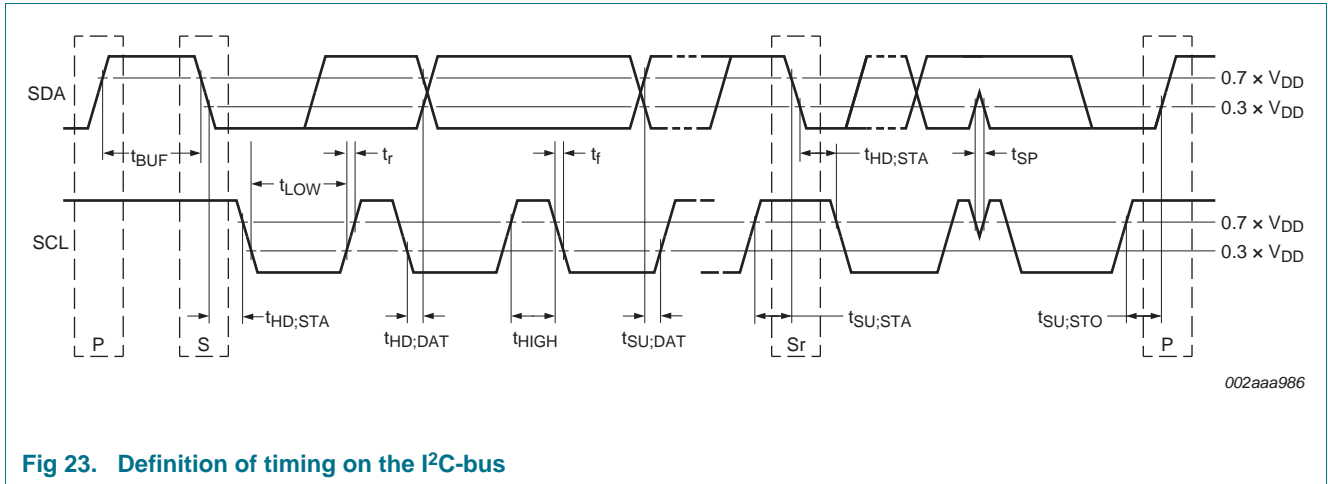 SDA
0.7 × VDD
0.3 × VDD
tBUF
tLOW
tr
tf
tHD;STA
tSP
SCL
0.7 × VDD
0.3 × VDD
tHD;STA
tHD;DAT
tHIGH
tSU;DAT
tSU;STA
tSU;STO
P
S
Sr
P
002aaa986
Fig 23. Definition of timing on the I²C-bus